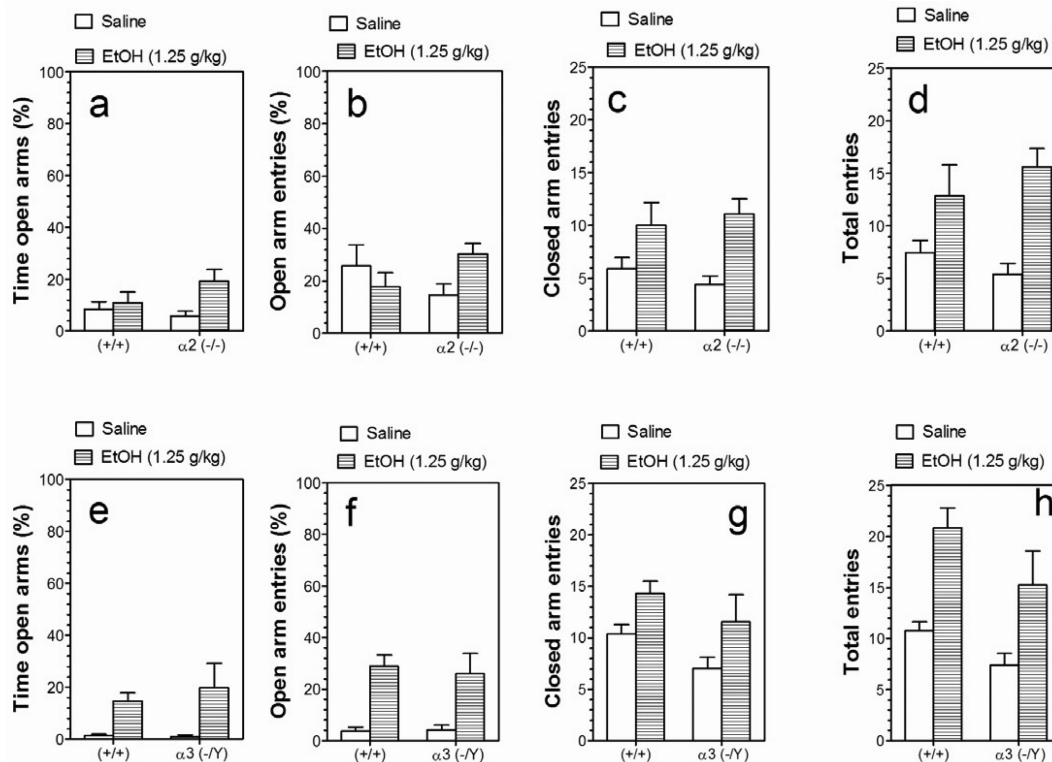 Saline
EtOH (1.25 g/kg)
a
Time open arms (%)
100
80
60
40
20
0
(+/+)
α2 (-/-)
Saline
EtOH (1.25 g/kg)
b
Open arm entries (%)
100
80
60
40
20
0
(+/+)
α2 (-/-)
Saline
EtOH (1.25 g/kg)
c
Closed arm entries
25
20
15
10
5
0
(+/+)
α2 (-/-)
Saline
EtOH (1.25 g/kg)
d
Total entries
25
20
15
10
5
0
(+/+)
α2 (-/-)
Saline
EtOH (1.25 g/kg)
e
Time open arms (%)
100
80
60
40
20
0
(+/+)
α3 (-/Y)
Saline
EtOH (1.25 g/kg)
f
Open arm entries (%)
100
80
60
40
20
0
(+/+)
α3 (-/Y)
Saline
EtOH (1.25 g/kg)
g
Closed arm entries
25
20
15
10
5
0
(+/+)
α3 (-/Y)
Saline
EtOH (1.25 g/kg)
h
Total entries
25
20
15
10
5
0
(+/+)
α3 (-/Y)